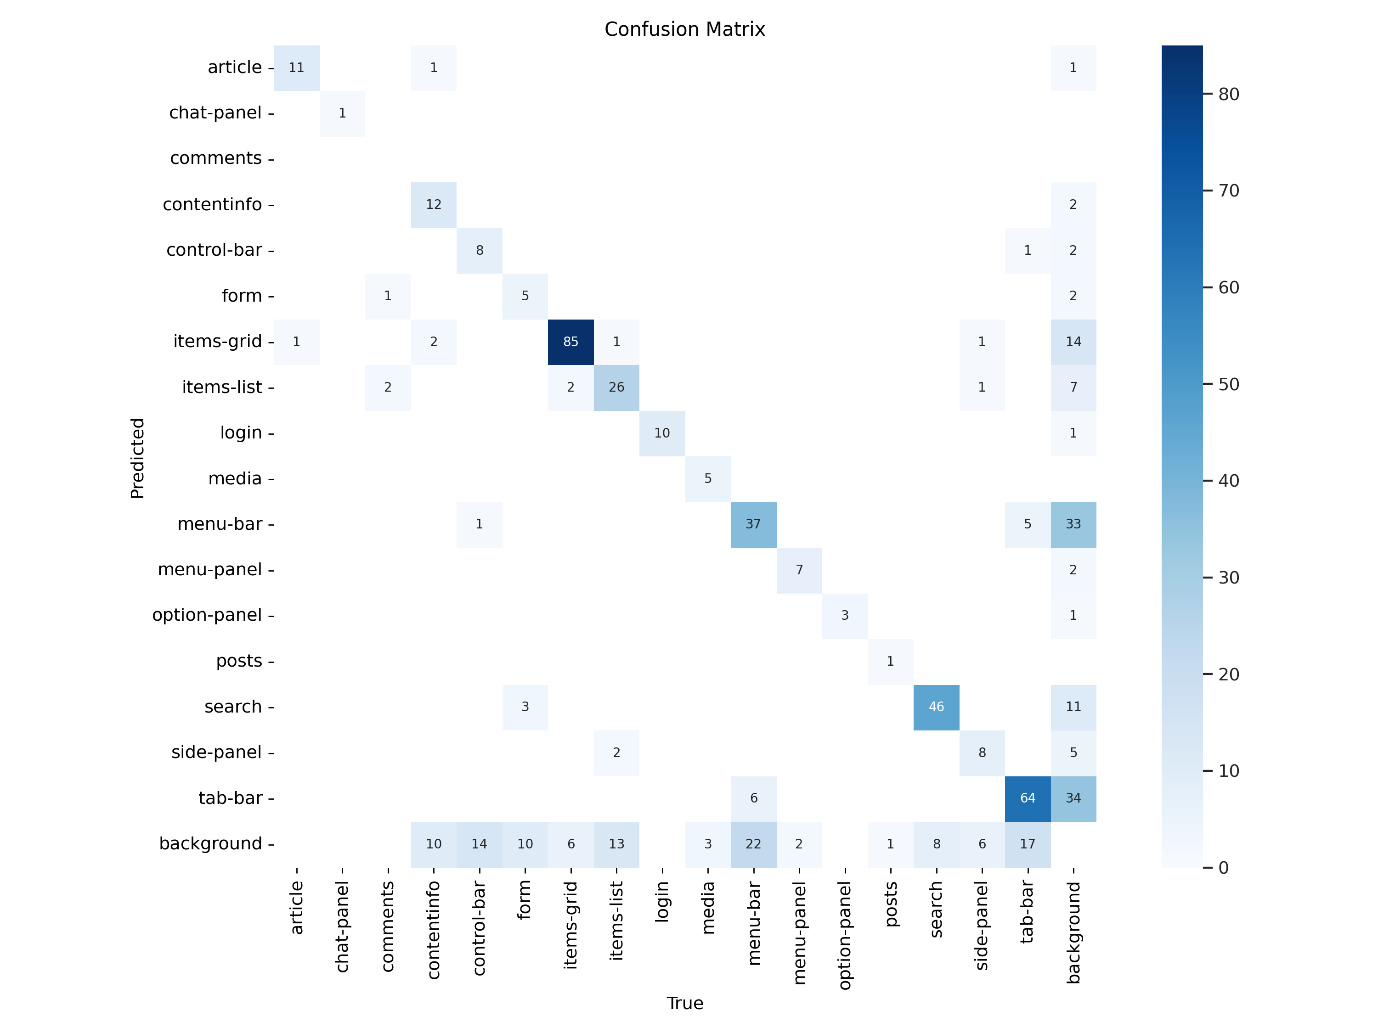 Confusion Matrix
article 11 1 1
chat-panel 1
comments
contentinfo 12 2
control-bar 8 1 2
form 1 5 2
items-grid 1 2 85 1 1 14
items-list 2 2 26 1 7
login 10 1
media 5
menu-bar 1 37 5 33
menu-panel 7 2
option-panel 3 1
posts 1
search 3 46 11
side-panel 2 8 5
tab-bar 6 64 34
background 10 14 10 6 13 3 22 2 1 8 6 17
Predicted
article
chat-panel
comments
contentinfo
control-bar
form
items-grid
items-list
login
media
menu-bar
menu-panel
option-panel
posts
search
side-panel
tab-bar
background
True
80
70
60
50
40
30
20
10
0